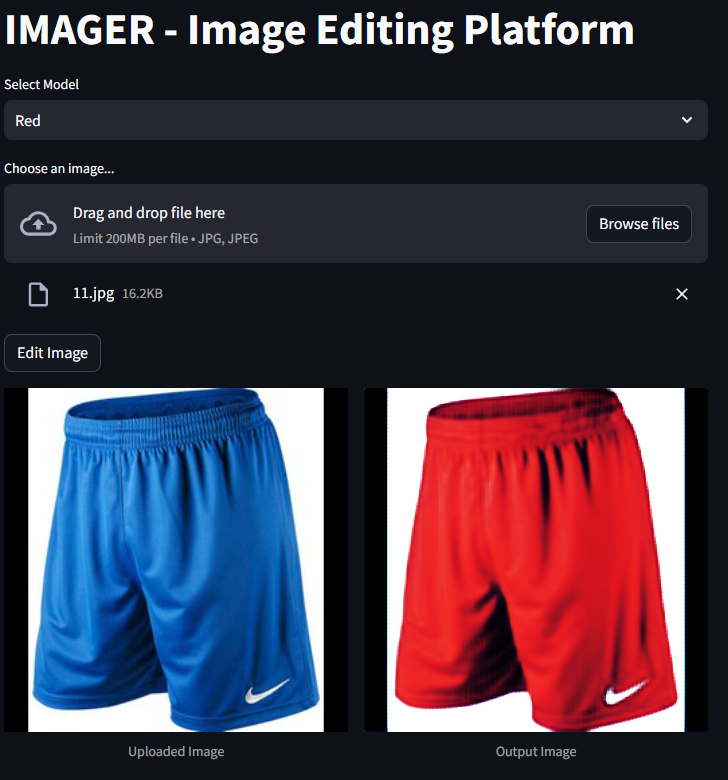 IMAGER - Image Editing Platform
Select Model
Red
Choose an image...
Drag and drop file here
Limit 200MB per file • JPG, JPEG
Browse files
11.jpg 16.2KB
Edit Image
Uploaded Image
Output Image